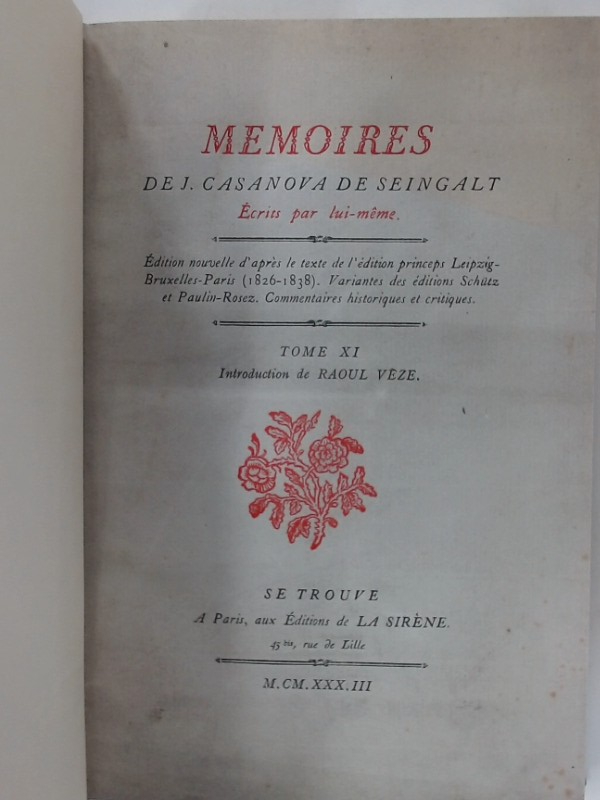 MEMOIRES
DE J. CASANOVA DE SEINGALT
Écrits par lui-même.
Édition nouvelle d'après le texte de l'édition princeps Leipzig-
Bruxelles-Paris (1826-1838). Variantes des éditions Schütz
et Paulin-Rosez. Commentaires historiques et critiques.
TOME XI
Introduction de RAOUL VÈZE.
SE TROUVE
A Paris, aux Éditions de LA SIRÈNE.
45 bis, rue de Lille
M.CM.XXX.III